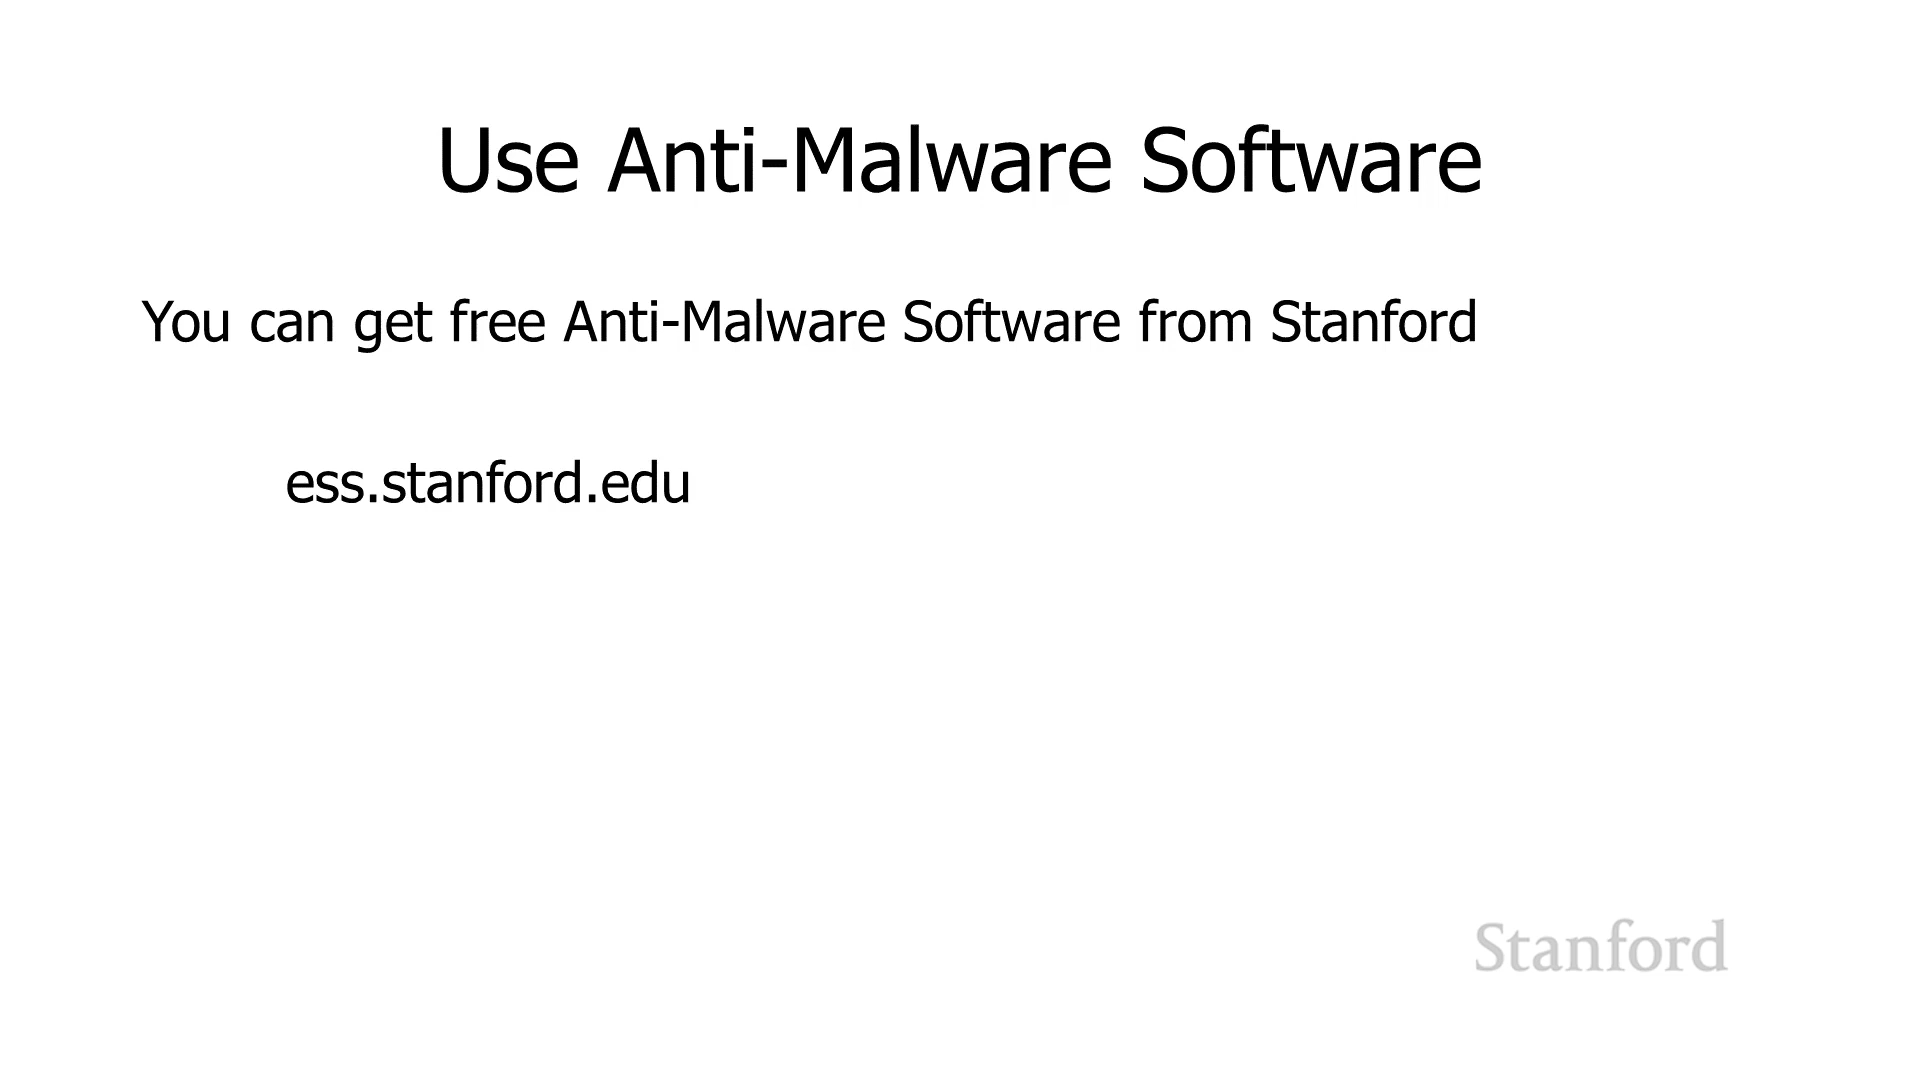 Use Anti-Malware Software
You can get free Anti-Malware Software from Stanford
ess.stanford.edu
Stanford